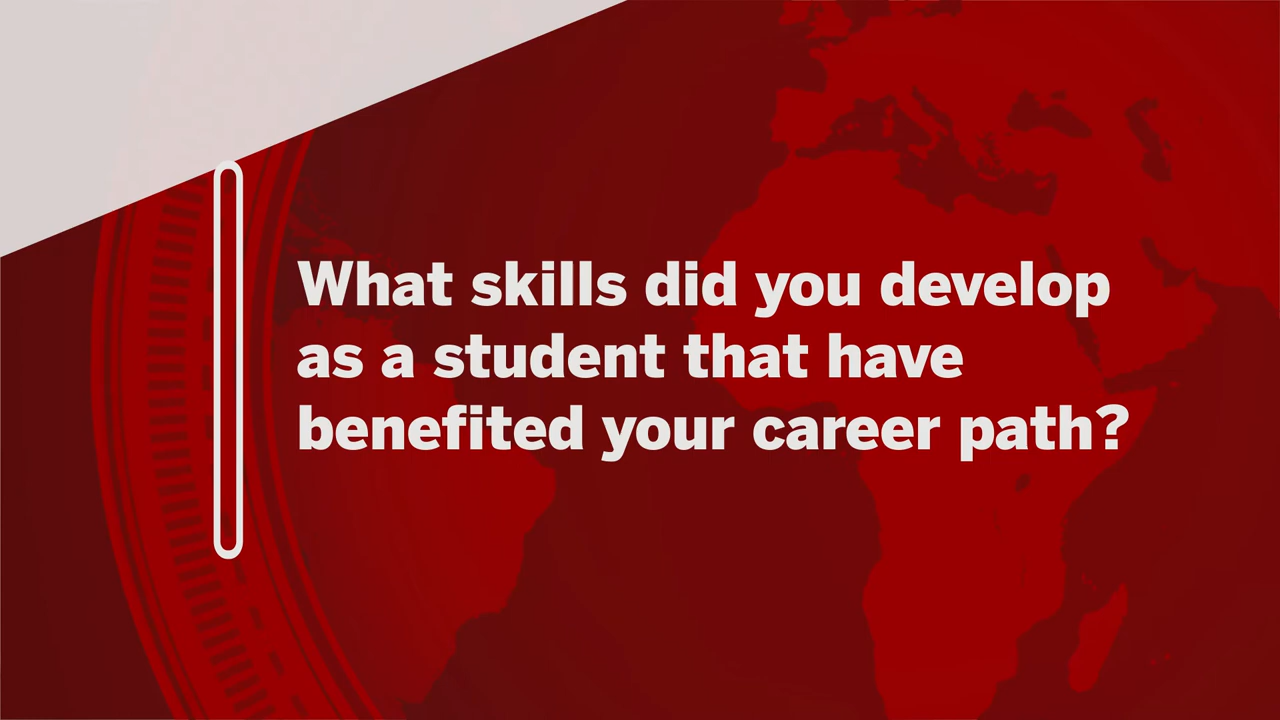 What skills did you develop
as a student that have
benefited your career path?